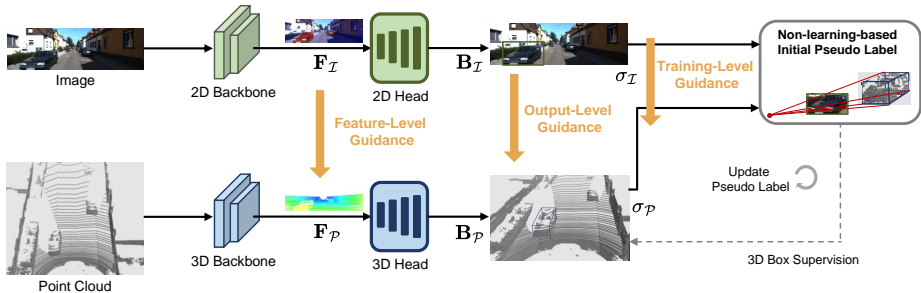 Image
2D Backbone
F_I
2D Head
B_I
σ_I
Training-Level
Guidance
Non-learning-based
Initial Pseudo Label
Feature-Level
Guidance
Output-Level
Guidance
Update
Pseudo Label
Point Cloud
3D Backbone
F_P
3D Head
B_P
σ_P
3D Box Supervision